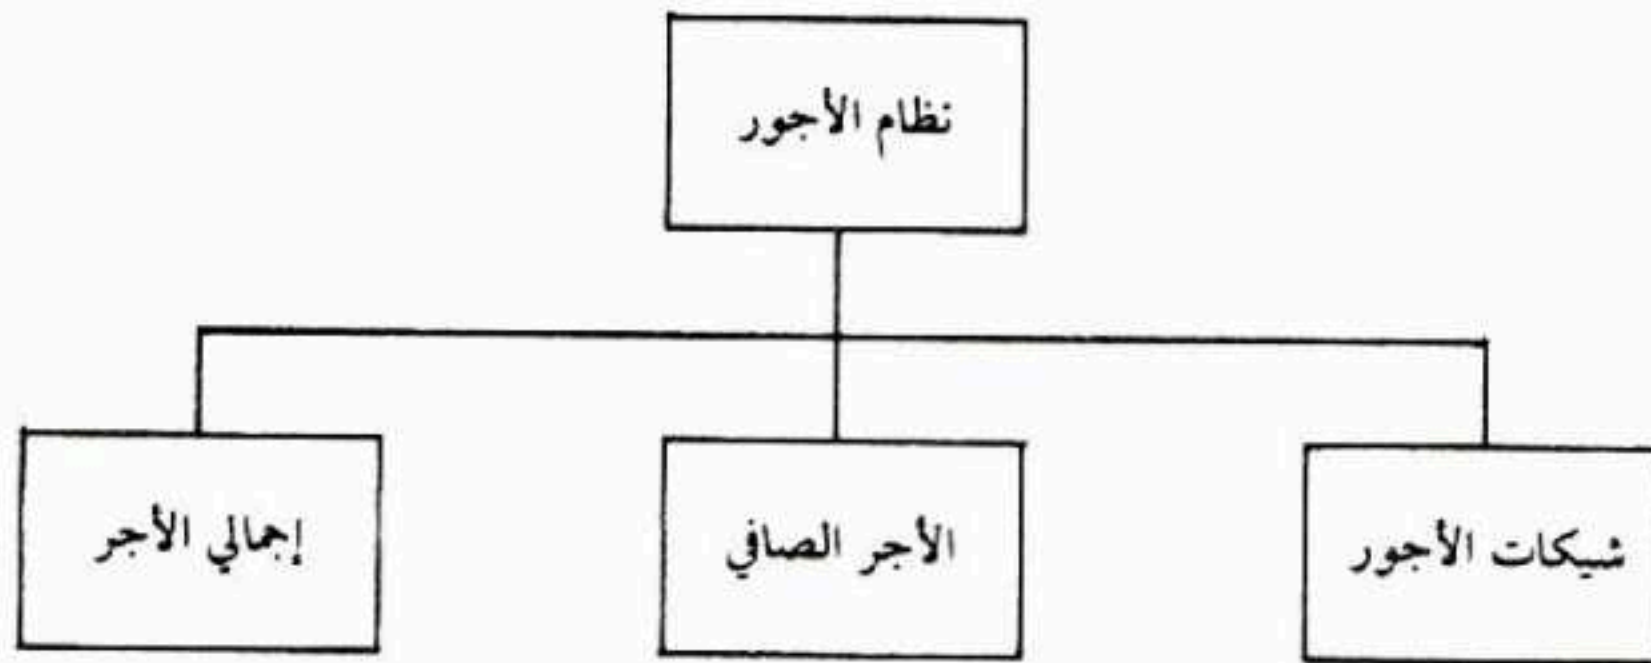 نظام الأجور
شيكات الأجور
الأجر الصافي
إجمالي الأجر